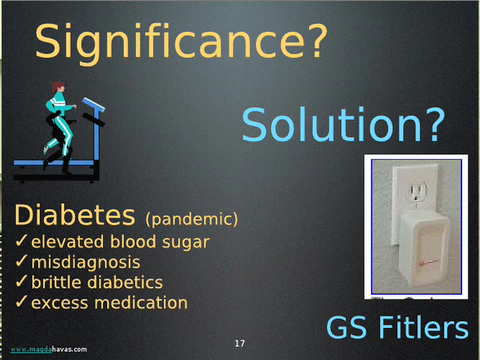 Significance?
Solution?
Diabetes (pandemic)
✓elevated blood sugar
✓misdiagnosis
✓brittle diabetics
✓excess medication
GS Fitlers
www.magdahavas.com
17